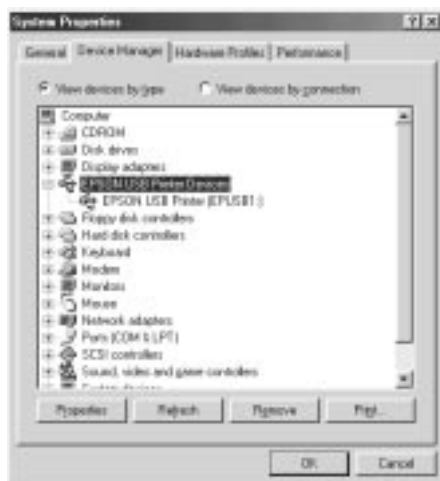 System Properties
General Device Manager Hardware Profiles Performance
View devices by type View devices by connection
Computer
CDROM
Disk drives
Display adapters
EPSON USB Printer Devices
EPSON USB Printer (EPUSB1:)
Floppy disk controllers
Hard disk controllers
Keyboard
Modem
Monitors
Mouse
Network adapters
Ports (COM & LPT)
SCSI controllers
Sound, video and game controllers
System devices
Properties Refresh Remove Print...
OK Cancel